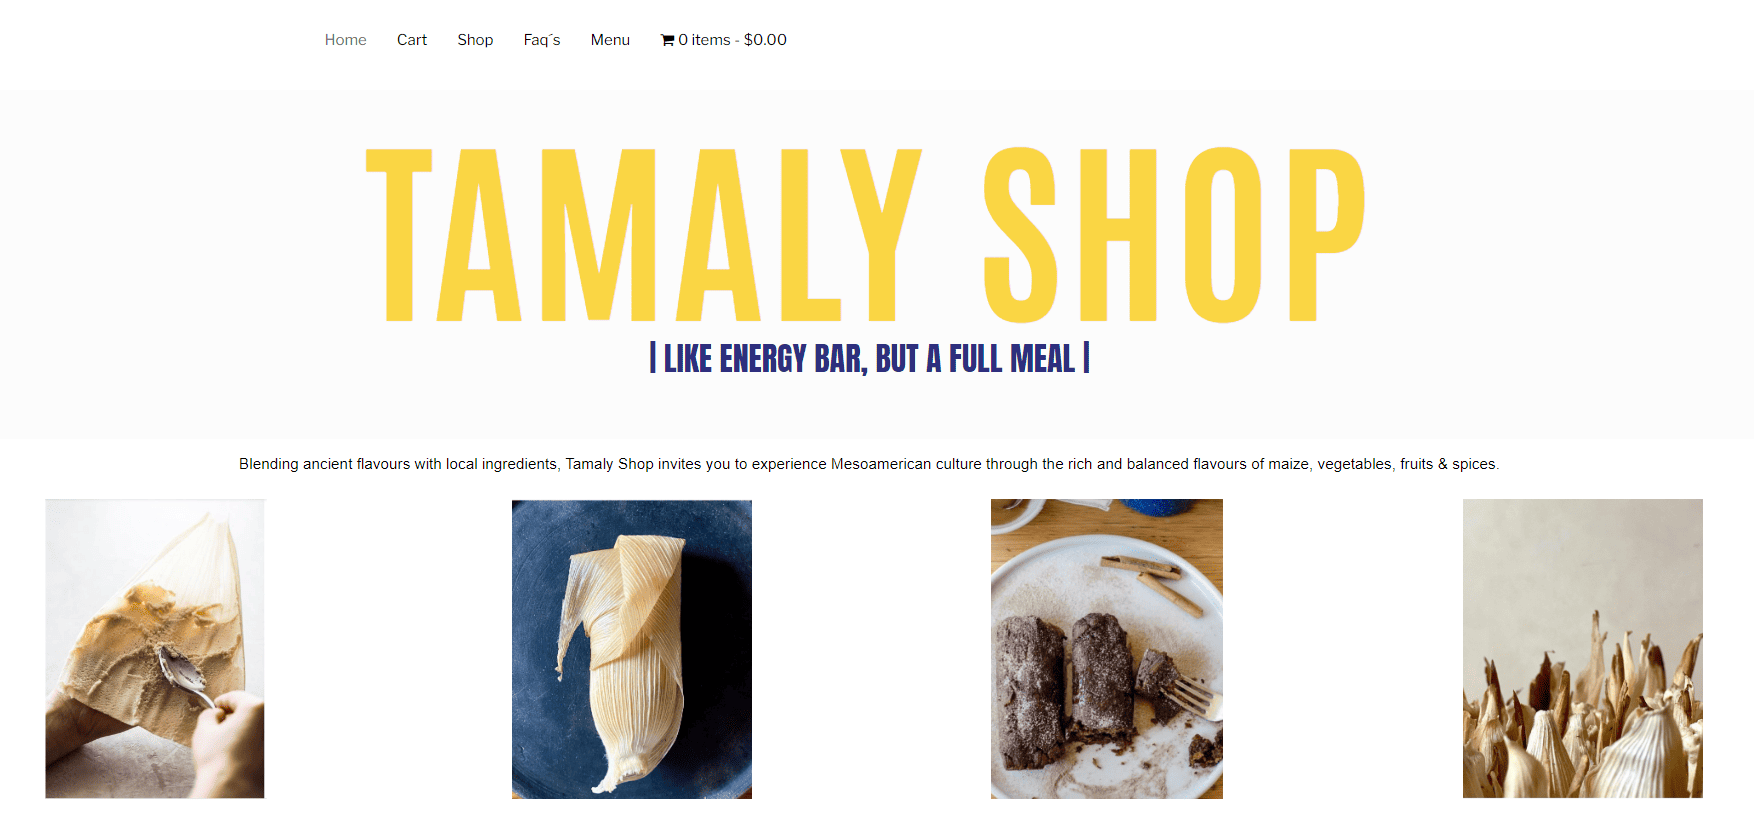 Home Cart Shop Faq´s Menu 0 items - $0.00
TAMALY SHOP
| LIKE ENERGY BAR, BUT A FULL MEAL |
Blending ancient flavours with local ingredients, Tamaly Shop invites you to experience Mesoamerican culture through the rich and balanced flavours of maize, vegetables, fruits & spices.